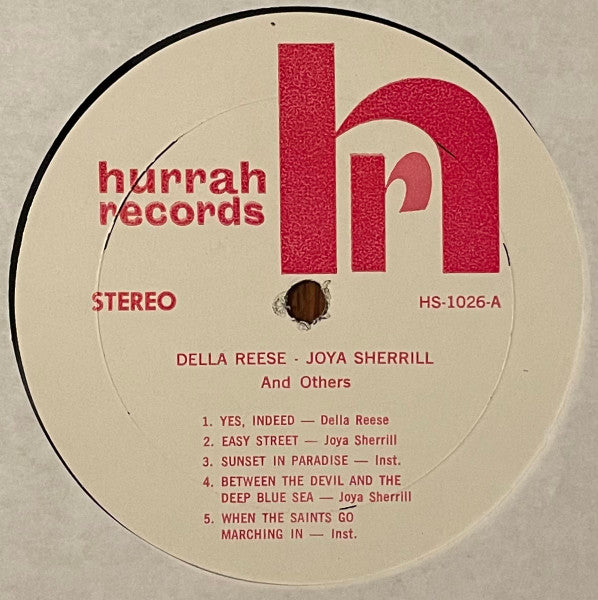 hr
hurrah
records
STEREO
HS-1026-A
DELLA REESE - JOYA SHERRILL
And Others
1. YES, INDEED — Della Reese
2. EASY STREET — Joya Sherrill
3. SUNSET IN PARADISE — Inst.
4. BETWEEN THE DEVIL AND THE
DEEP BLUE SEA — Joya Sherrill
5. WHEN THE SAINTS GO
MARCHING IN — Inst.